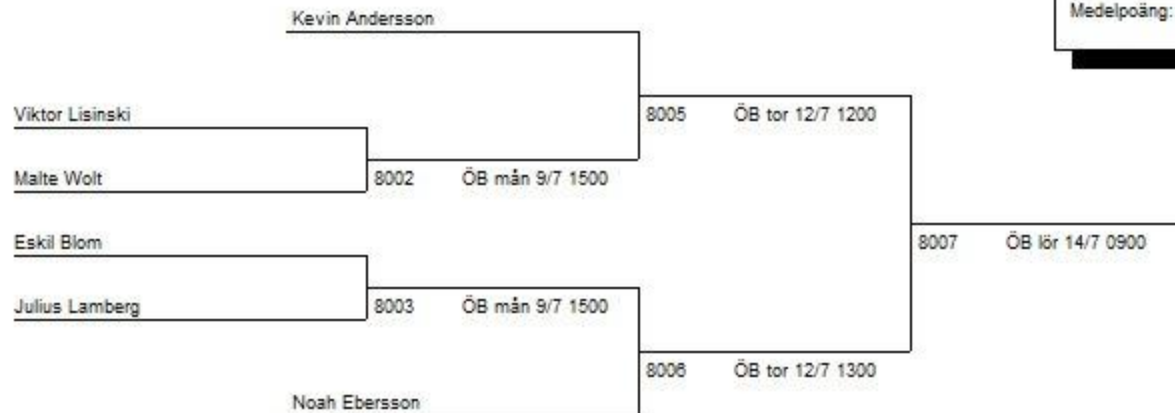 Kevin Andersson
Medelpoäng:
Viktor Lisinski
8005 ÖB tor 12/7 1200
Malte Wolt
8002 ÖB mån 9/7 1500
Eskil Blom
8007 ÖB lör 14/7 0900
Julius Lamberg
8003 ÖB mån 9/7 1500
8006 ÖB tor 12/7 1300
Noah Ebersson